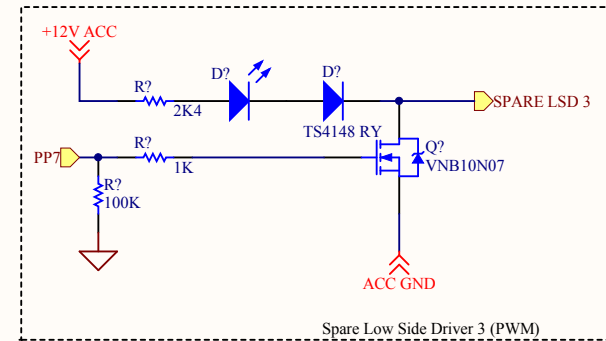 +12V ACC
D?
D?
R?
2K4
SPARE LSD 3
TS4148 RY
R?
Q?
PP7
1K
VNB10N07
R?
100K
ACC GND
Spare Low Side Driver 3 (PWM)